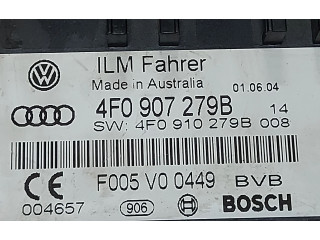 ILM Fahrer
Made in Australia 01.06.04
4F0 907 279B 14
SW: 4F0 910 279B 008
CE F005 V0 0449 BVB
004657 906 BOSCH